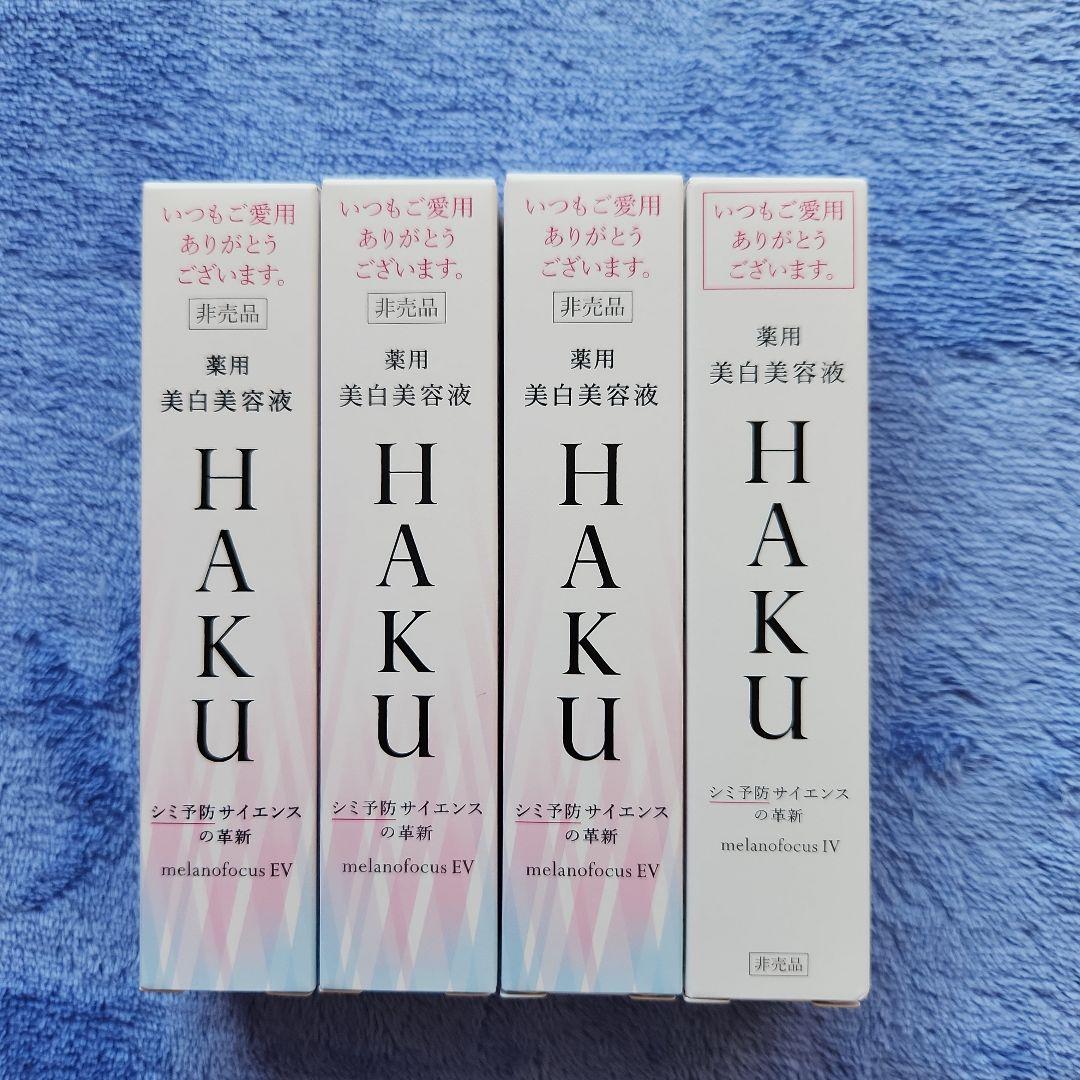 いつもご愛用
ありがとう
ございます。
非売品
薬用
美白美容液
HAKU
シミ予防サイエンス
の革新
melanofocus EV
いつもご愛用
ありがとう
ございます。
非売品
薬用
美白美容液
HAKU
シミ予防サイエンス
の革新
melanofocus EV
いつもご愛用
ありがとう
ございます。
非売品
薬用
美白美容液
HAKU
シミ予防サイエンス
の革新
melanofocus EV
いつもご愛用
ありがとう
ございます。
薬用
美白美容液
HAKU
シミ予防サイエンス
の革新
melanofocus IV
非売品